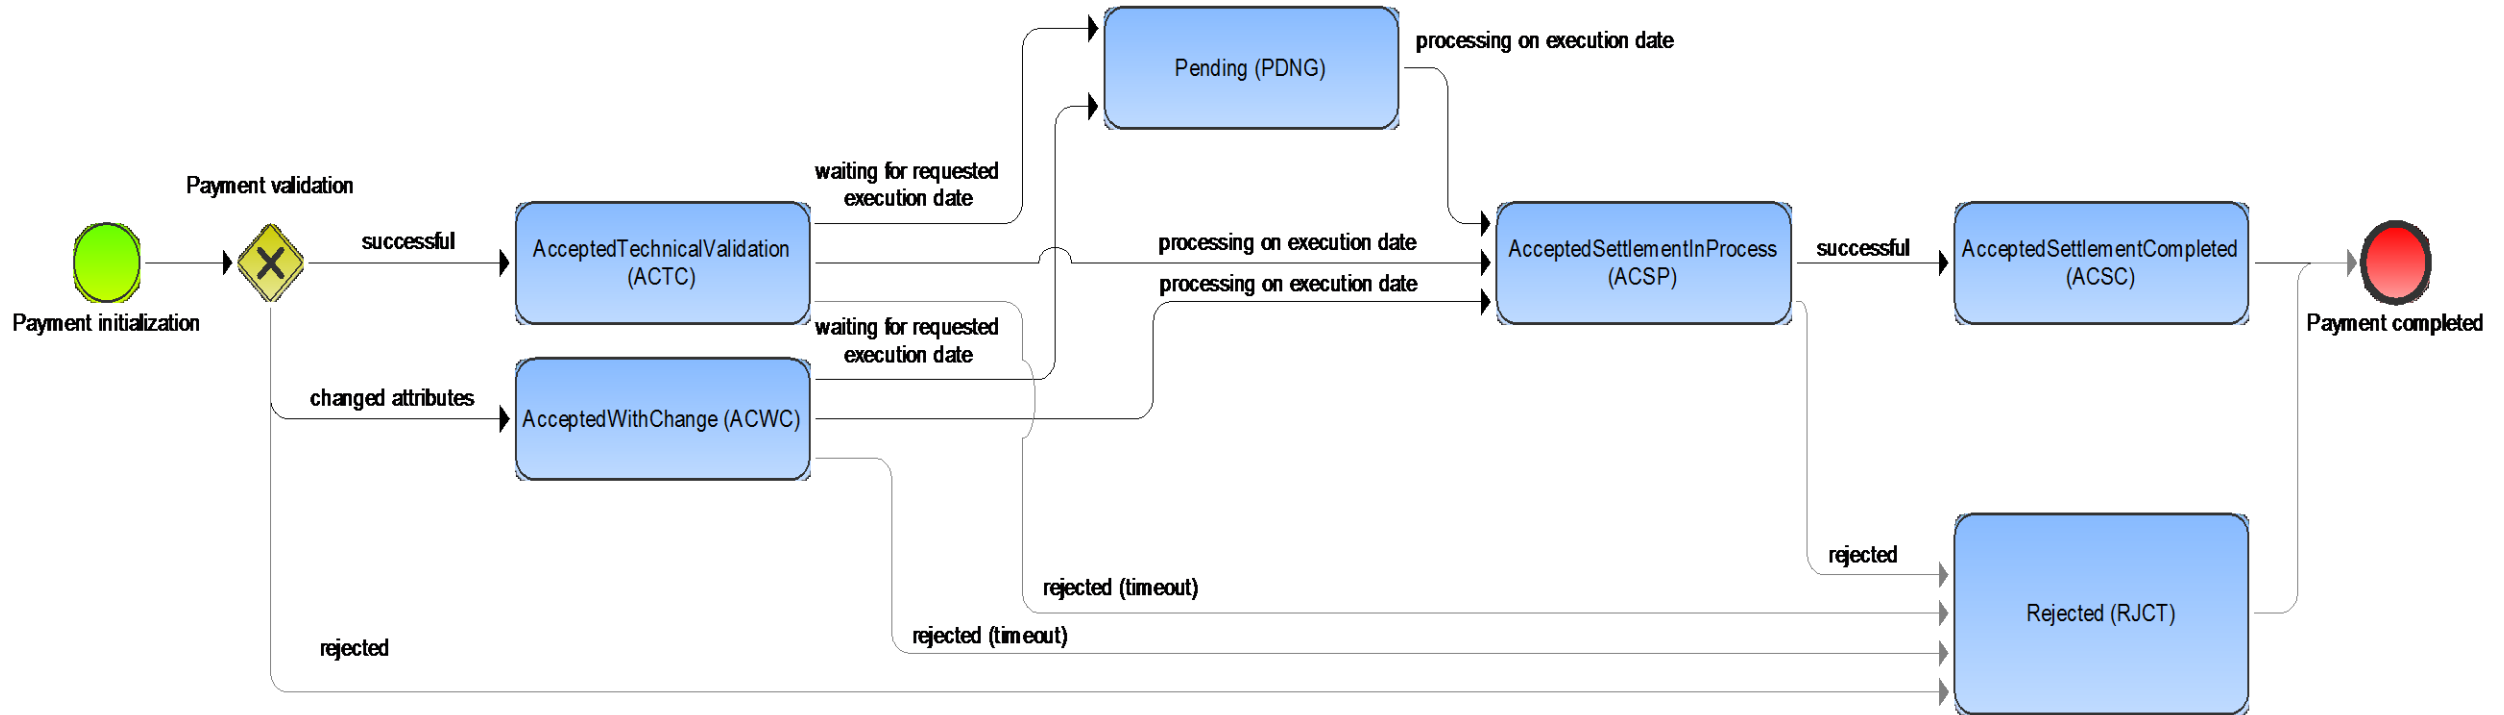 Pending (PDNG)
processing on execution date
waiting for requested
execution date
Payment validation
successful
AcceptedTechnicalValidation
(ACTC)
processing on execution date
processing on execution date
AcceptedSettlementInProcess
(ACSP)
successful
AcceptedSettlementCompleted
(ACSC)
Payment initialization
waiting for requested
execution date
Payment completed
changed attributes
AcceptedWithChange (ACWC)
rejected
rejected (timeout)
Rejected (RJCT)
rejected (timeout)
rejected